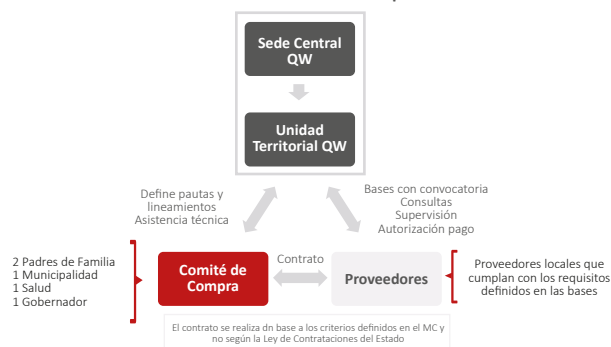 Sede Central
QW
Unidad
Territorial QW
Define pautas y
lineamientos
Asistencia técnica
Bases con convocatoria
Consultas
Supervisión
Autorización pago
2 Padres de Familia
1 Municipalidad
1 Salud
1 Gobernador
Comité de
Compra
Contrato
Proveedores
Proveedores locales que
cumplan con los requisitos
definidos en las bases
El contrato se realiza dn base a los criterios definidos en el MC y
no según la Ley de Contrataciones del Estado